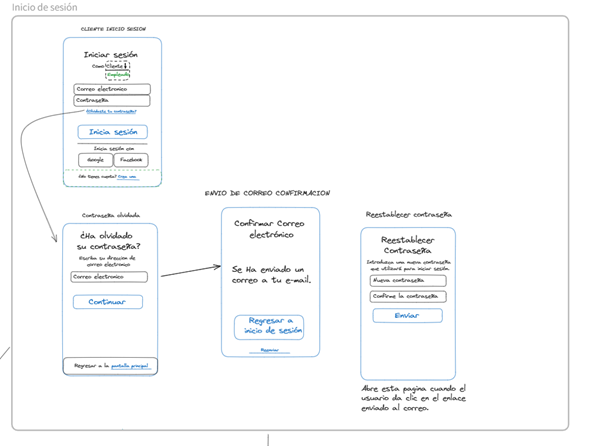 Inicio de sesión
CLIENTE INICIO SESION
Iniciar sesión
Como Cliente
Empleado
Correo electronico
Contraseña
¿Olvidaste tu contraseña?
Inicia sesión
Inicia sesión con
Google Facebook
¿No tienes cuenta? Crea una
Contraseña olvidada
¿Ha olvidado
su contraseña?
Escriba su direccion de
correo electronico
Correo electronico
Continuar
Regresar a la pantalla principal
ENVIO DE CORREO CONFIRMACION
Confirmar Correo
electrónico
Se Ha enviado un
correo a tu e-mail.
Regresar a
inicio de sesión
Reestablecer contraseña
Reestablecer
Contraseña
Introduzca una nueva contraseña
que utilizará para iniciar sesión
Nueva contraseña
Confirme la contraseña
Enviar
Abre esta pagina cuando el
usuario da clic en el enlace
enviado al correo.